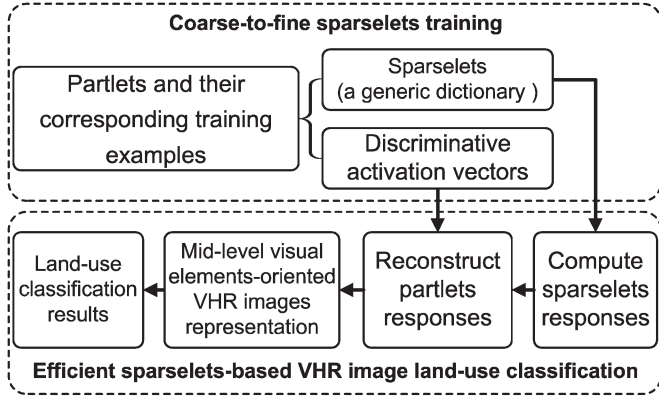 Coarse-to-fine sparselets training
Partlets and their
corresponding training
examples
Sparselets
(a generic dictionary )
Discriminative
activation vectors
Land-use
classification
results
Mid-level visual
elements-oriented
VHR images
representation
Reconstruct
partlets
responses
Compute
sparselets
responses
Efficient sparselets-based VHR image land-use classification